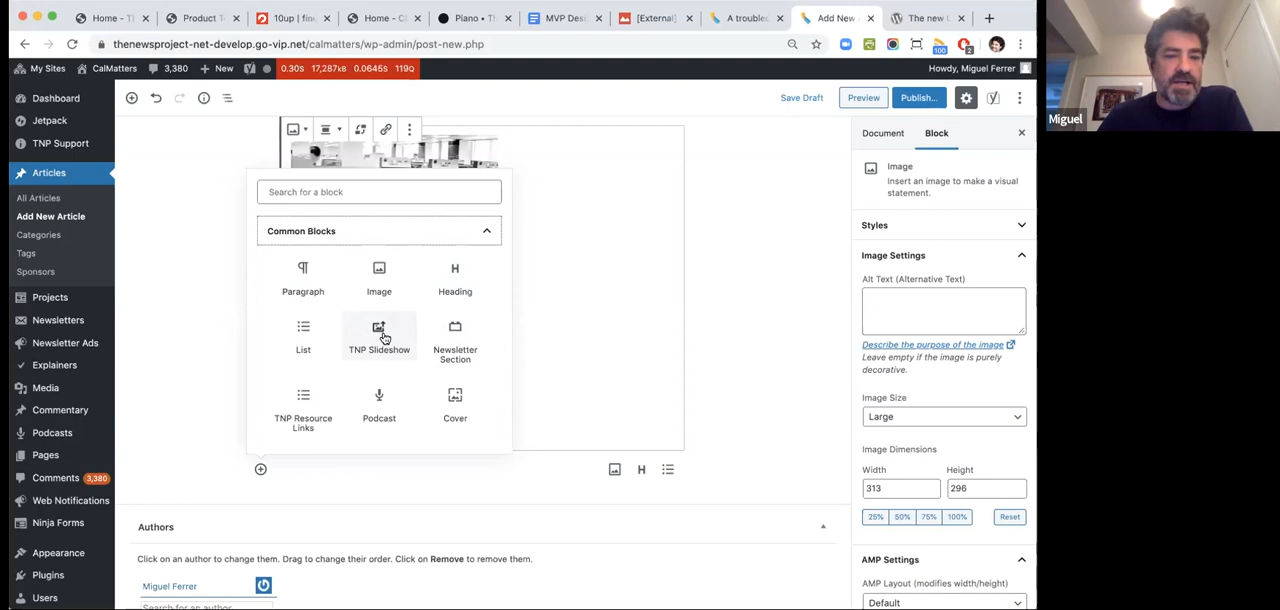 Home - T
Product T
10up | fine
Home - C
Piano • Th
MVP Des
[External]
A trouble
Add New
The new
thenewsproject-net-develop.go-vip.net/calmatters/wp-admin/post-new.php
100
2
My Sites
CalMatters
3,380
New
0.30S 17,287KB 0.0645S 119Q
Howdy, Miguel Ferrer
Miguel
Dashboard
Jetpack
TNP Support
Articles
All Articles
Add New Article
Categories
Tags
Sponsors
Projects
Newsletters
Newsletter Ads
Explainers
Media
Commentary
Podcasts
Pages
Comments 3,380
Web Notifications
Ninja Forms
Appearance
Plugins
Users
Save Draft
Preview
Publish...
Search for a block
Common Blocks
Paragraph
Image
Heading
List
TNP Slideshow
Newsletter
Section
TNP Resource
Links
Podcast
Cover
H
Authors
Click on an author to change them. Drag to change their order. Click on Remove to remove them.
Miguel Ferrer
Search for an author
Document
Block
Image
Insert an image to make a visual
statement.
Styles
Image Settings
Alt Text (Alternative Text)
Describe the purpose of the image
Leave empty if the image is purely
decorative.
Image Size
Large
Image Dimensions
Width
Height
313
296
25%
50%
75%
100%
Reset
AMP Settings
AMP Layout (modifies width/height)
Default